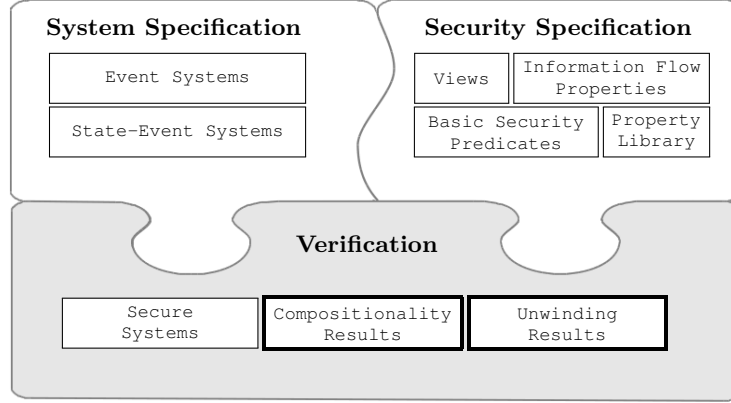 System Specification
Event Systems
State-Event Systems
Security Specification
Views
Information Flow
Properties
Basic Security
Predicates
Property
Library
Verification
Secure
Systems
Compositionality
Results
Unwinding
Results